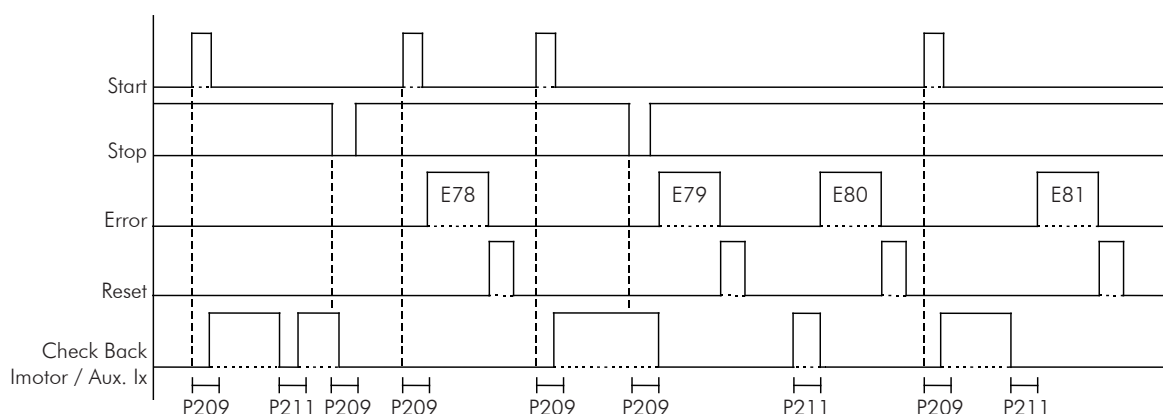 Start
Stop
Error
E78
E79
E80
E81
Reset
Check Back
Imotor / Aux. Ix
P209
P211
P209
P209
P209
P209
P211
P209
P211